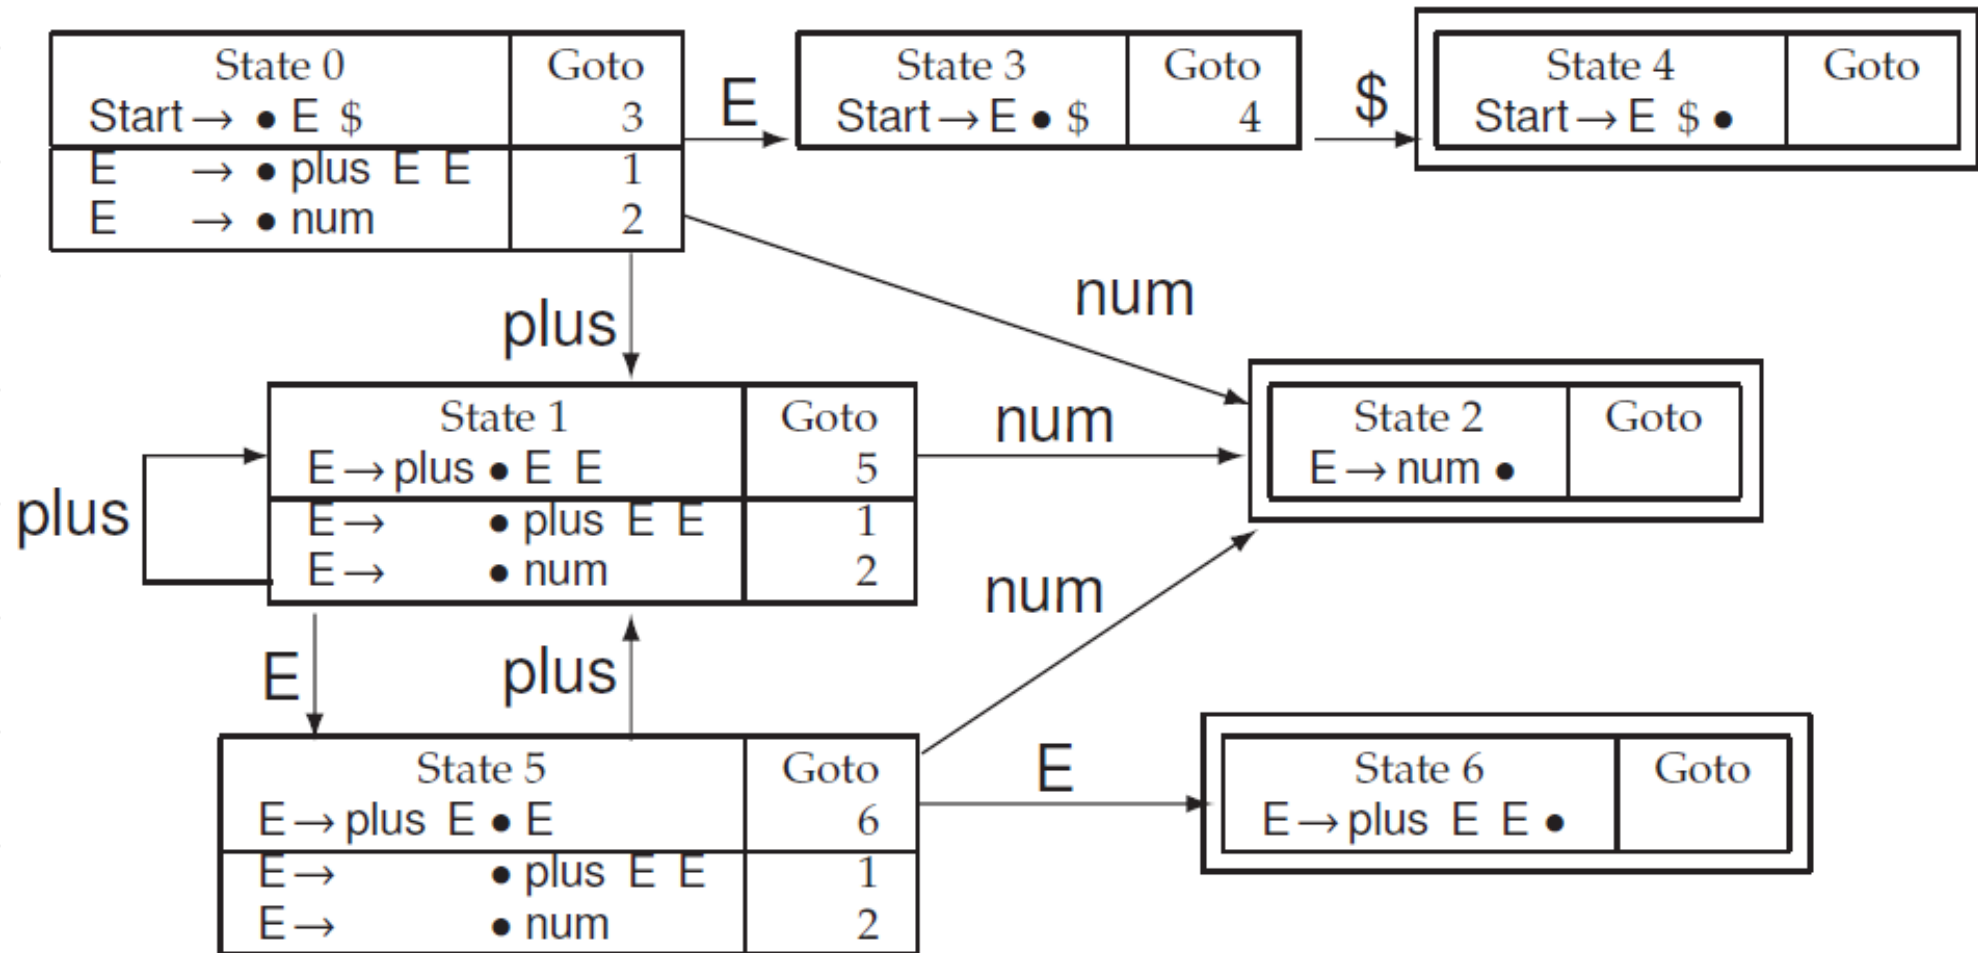 State 0 Goto
Start → • E $ 3
E → • plus E E 1
E → • num 2
E
State 3 Goto
Start → E • $ 4
$
State 4 Goto
Start → E $ •
plus
num
State 1 Goto
E → plus • E E 5
E → • plus E E 1
E → • num 2
plus
num
State 2 Goto
E → num •
E
plus
num
State 5 Goto
E → plus E • E 6
E → • plus E E 1
E → • num 2
E
State 6 Goto
E → plus E E •